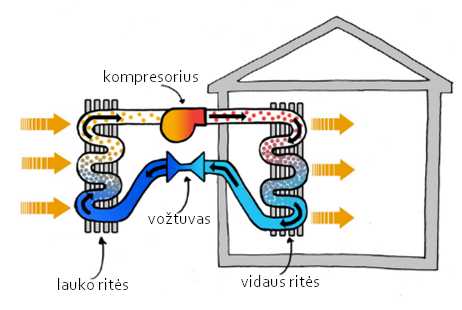 kompresorius
vožtuvas
lauko ritės
vidaus ritės